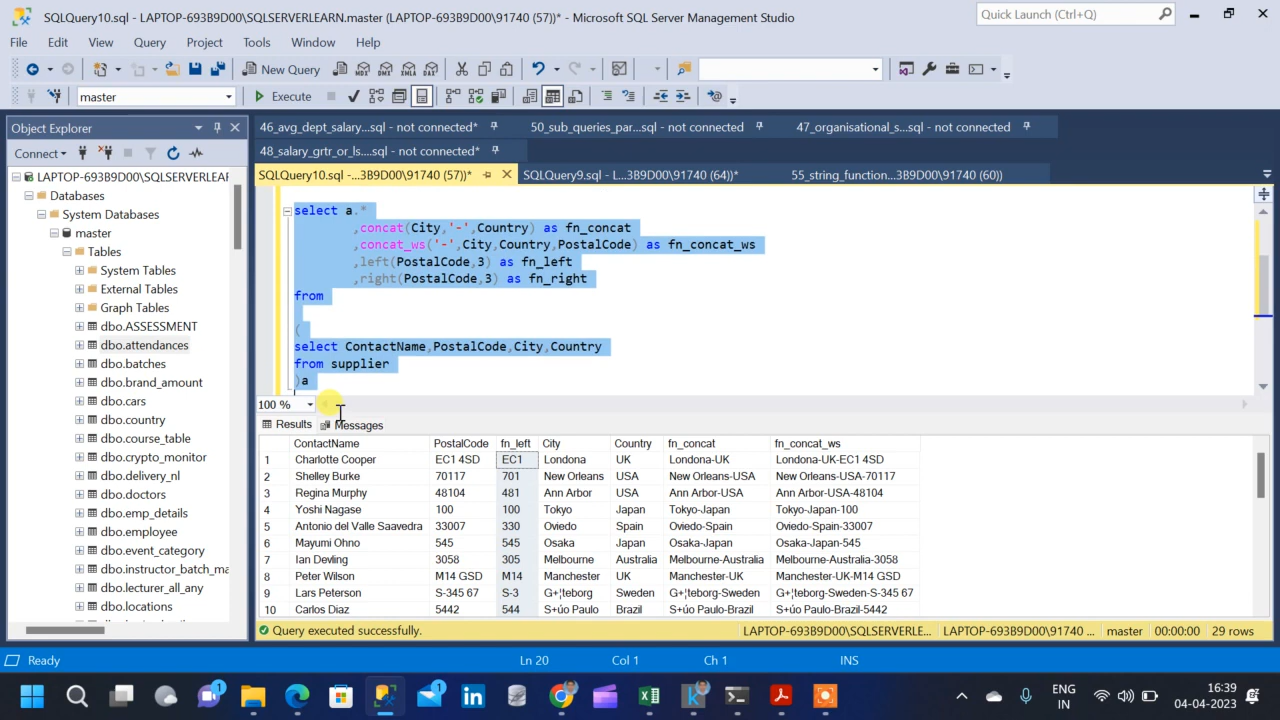 SQLQuery10.sql - LAPTOP-693B9D00\SQLSERVERLEARN.master (LAPTOP-693B9D00\91740 (57))* - Microsoft SQL Server Management Studio
Quick Launch (Ctrl+Q)
File Edit View Query Project Tools Window Help
New Query MDX DMX XMLA DAX
master Execute
Object Explorer
Connect
LAPTOP-693B9D00\SQLSERVERLEAR
Databases
System Databases
master
Tables
System Tables
External Tables
Graph Tables
dbo.ASSESSMENT
dbo.attendances
dbo.batches
dbo.brand_amount
dbo.cars
dbo.country
dbo.course_table
dbo.crypto_monitor
dbo.delivery_nl
dbo.doctors
dbo.emp_details
dbo.employee
dbo.event_category
dbo.instructor_batch_ma
dbo.lecturer_all_any
dbo.locations
46_avg_dept_salary....sql - not connected* 50_sub_queries_par...sql - not connected 47_organisational_s...sql - not connected
48_salary_grtr_or_ls....sql - not connected*
SQLQuery10.sql -...3B9D00\91740 (57))* SQLQuery9.sql - L...3B9D00\91740 (64))* 55_string_function...3B9D00\91740 (60))
select a.*
,concat(City,'-',Country) as fn_concat
,concat_ws('-',City,Country,PostalCode) as fn_concat_ws
,left(PostalCode,3) as fn_left
,right(PostalCode,3) as fn_right
from
(
select ContactName,PostalCode,City,Country
from supplier
)a
100 %
Results Messages
ContactName PostalCode fn_left City Country fn_concat fn_concat_ws
1 Charlotte Cooper EC1 4SD EC1 Londona UK Londona-UK Londona-UK-EC1 4SD
2 Shelley Burke 70117 701 New Orleans USA New Orleans-USA New Orleans-USA-70117
3 Regina Murphy 48104 481 Ann Arbor USA Ann Arbor-USA Ann Arbor-USA-48104
4 Yoshi Nagase 100 100 Tokyo Japan Tokyo-Japan Tokyo-Japan-100
5 Antonio del Valle Saavedra 33007 330 Oviedo Spain Oviedo-Spain Oviedo-Spain-33007
6 Mayumi Ohno 545 545 Osaka Japan Osaka-Japan Osaka-Japan-545
7 Ian Devling 3058 305 Melbourne Australia Melbourne-Australia Melbourne-Australia-3058
8 Peter Wilson M14 GSD M14 Manchester UK Manchester-UK Manchester-UK-M14 GSD
9 Lars Peterson S-345 67 S-3 G+¦teborg Sweden G+¦teborg-Sweden G+¦teborg-Sweden-S-345 67
10 Carlos Diaz 5442 544 S+úo Paulo Brazil S+úo Paulo-Brazil S+úo Paulo-Brazil-5442
Query executed successfully. LAPTOP-693B9D00\SQLSERVERLE... LAPTOP-693B9D00\91740 ... master 00:00:00 29 rows
Ready Ln 20 Col 1 Ch 1 INS
1 1 ENG IN 16:39
04-04-2023